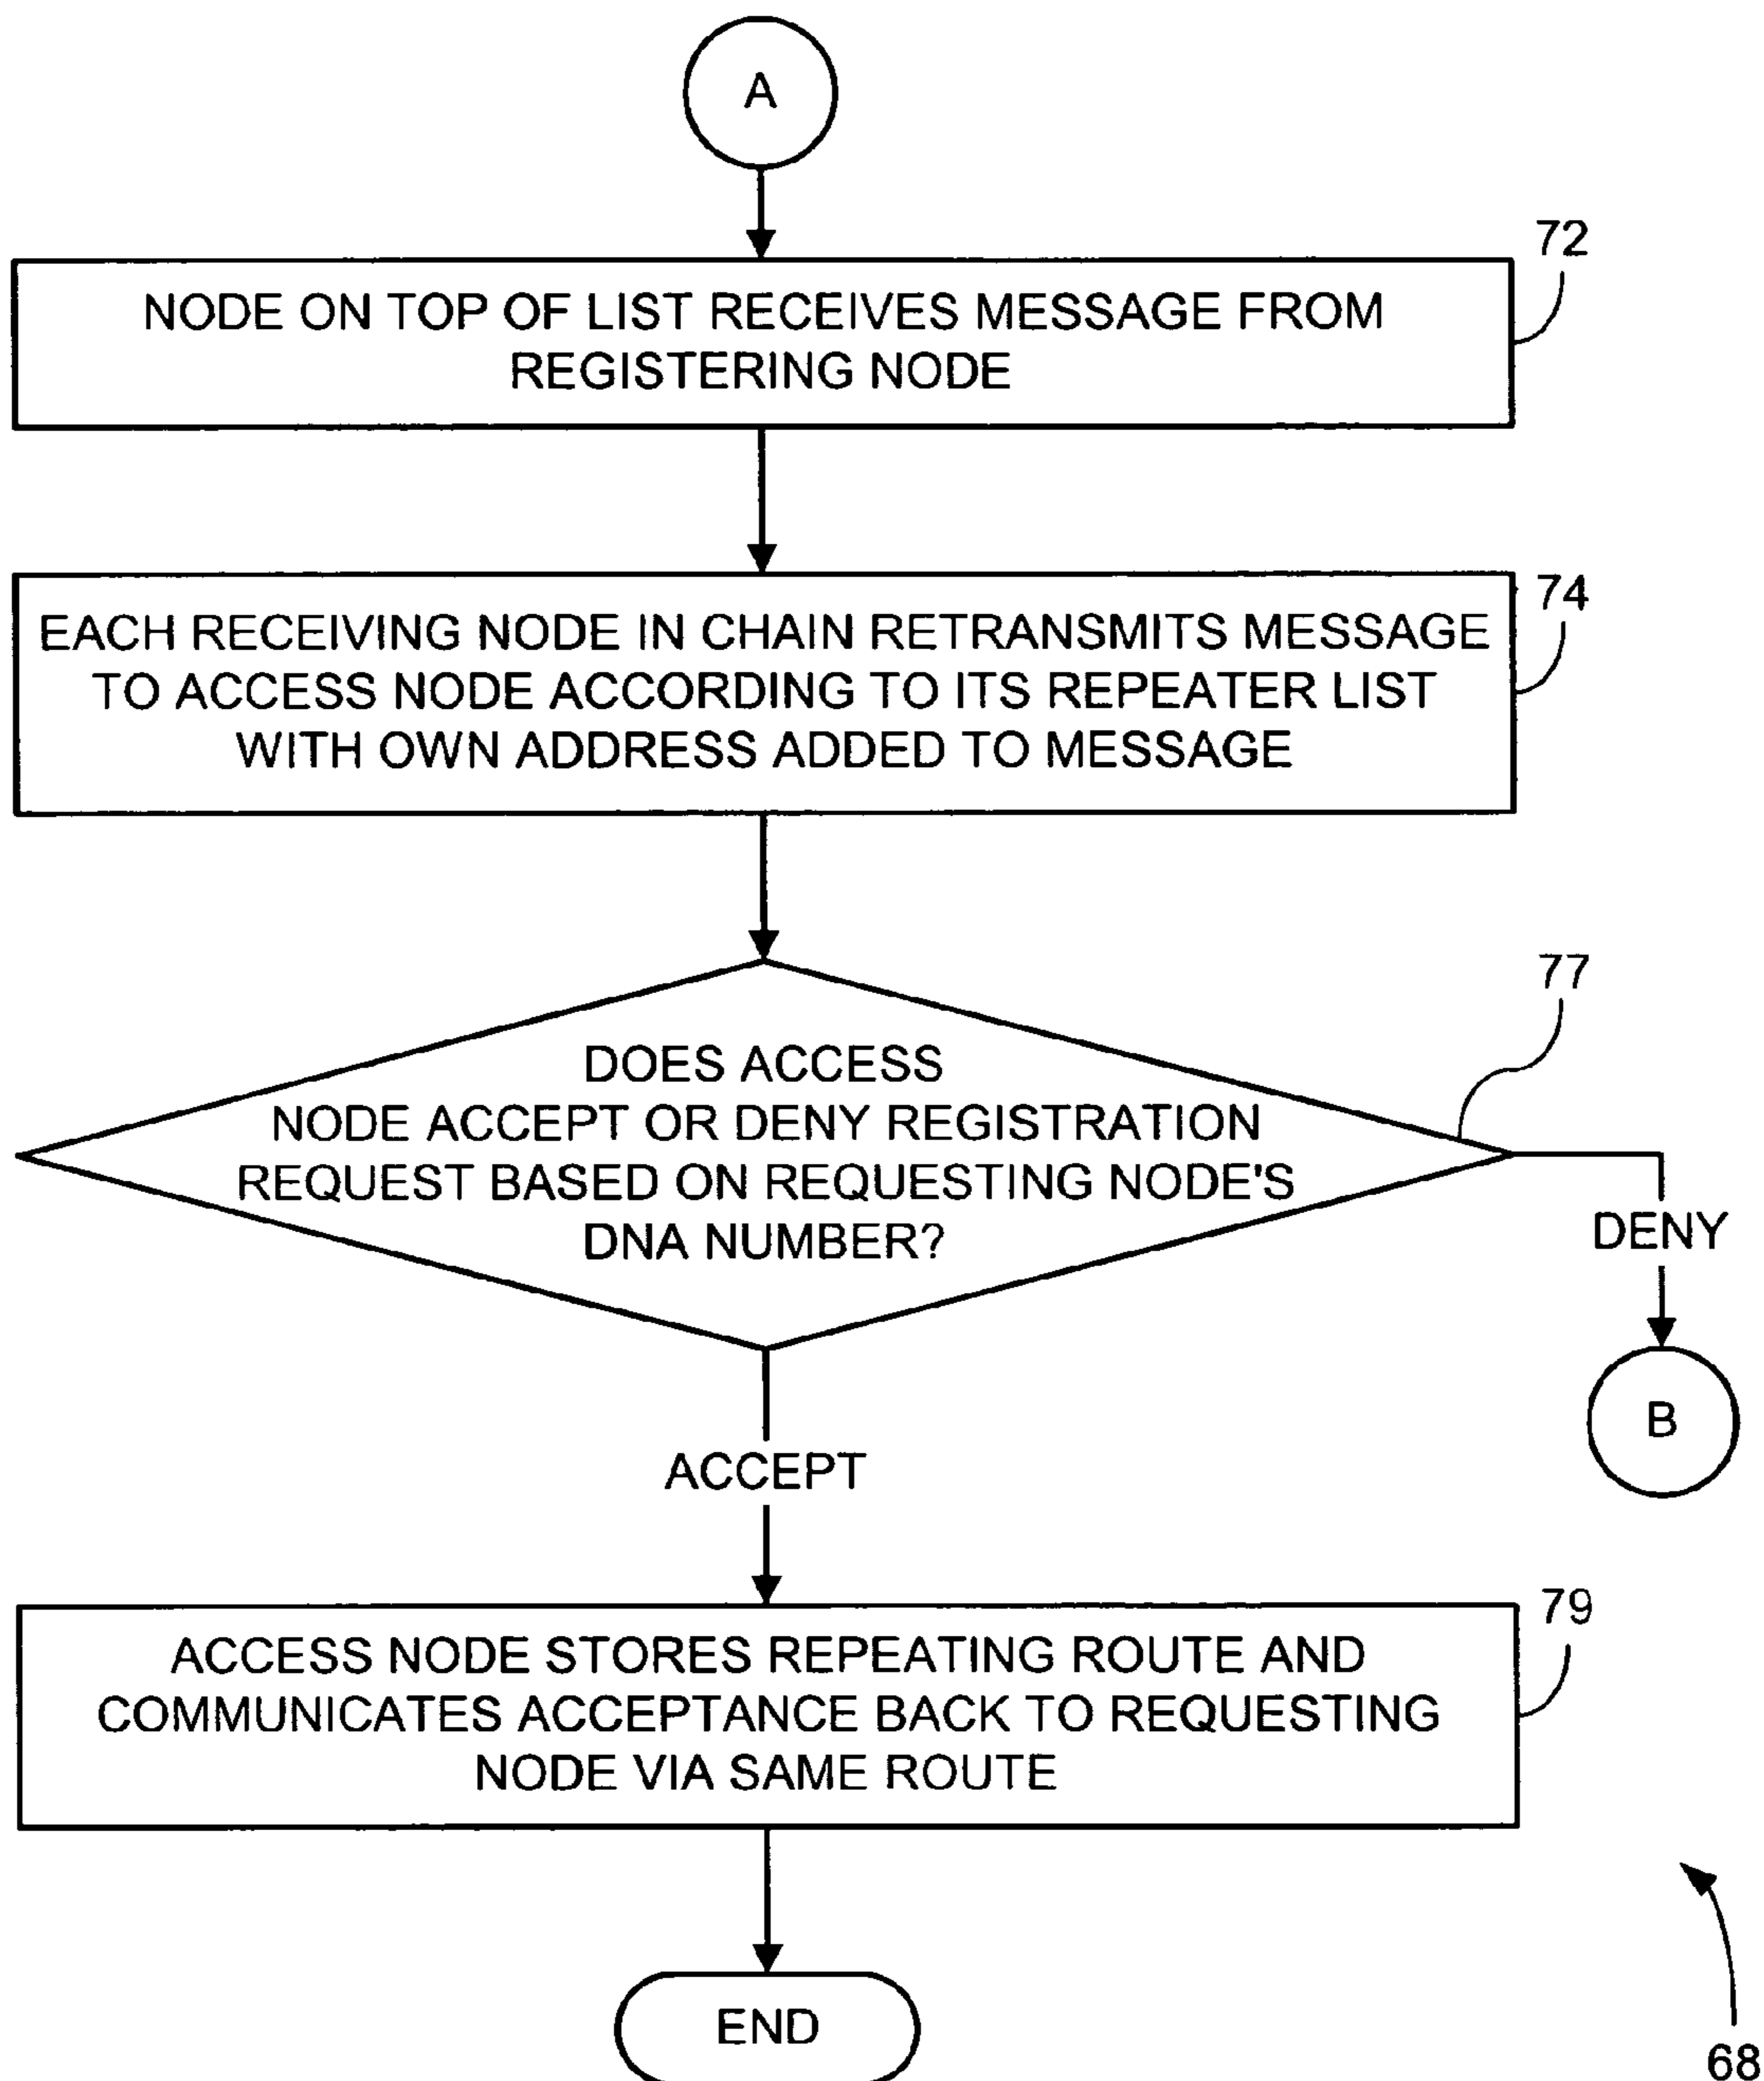 A
72
NODE ON TOP OF LIST RECEIVES MESSAGE FROM
REGISTERING NODE
74
EACH RECEIVING NODE IN CHAIN RETRANSMITS MESSAGE
TO ACCESS NODE ACCORDING TO ITS REPEATER LIST
WITH OWN ADDRESS ADDED TO MESSAGE
77
DOES ACCESS
NODE ACCEPT OR DENY REGISTRATION
REQUEST BASED ON REQUESTING NODE'S
DNA NUMBER?
DENY
B
ACCEPT
79
ACCESS NODE STORES REPEATING ROUTE AND
COMMUNICATES ACCEPTANCE BACK TO REQUESTING
NODE VIA SAME ROUTE
END
68